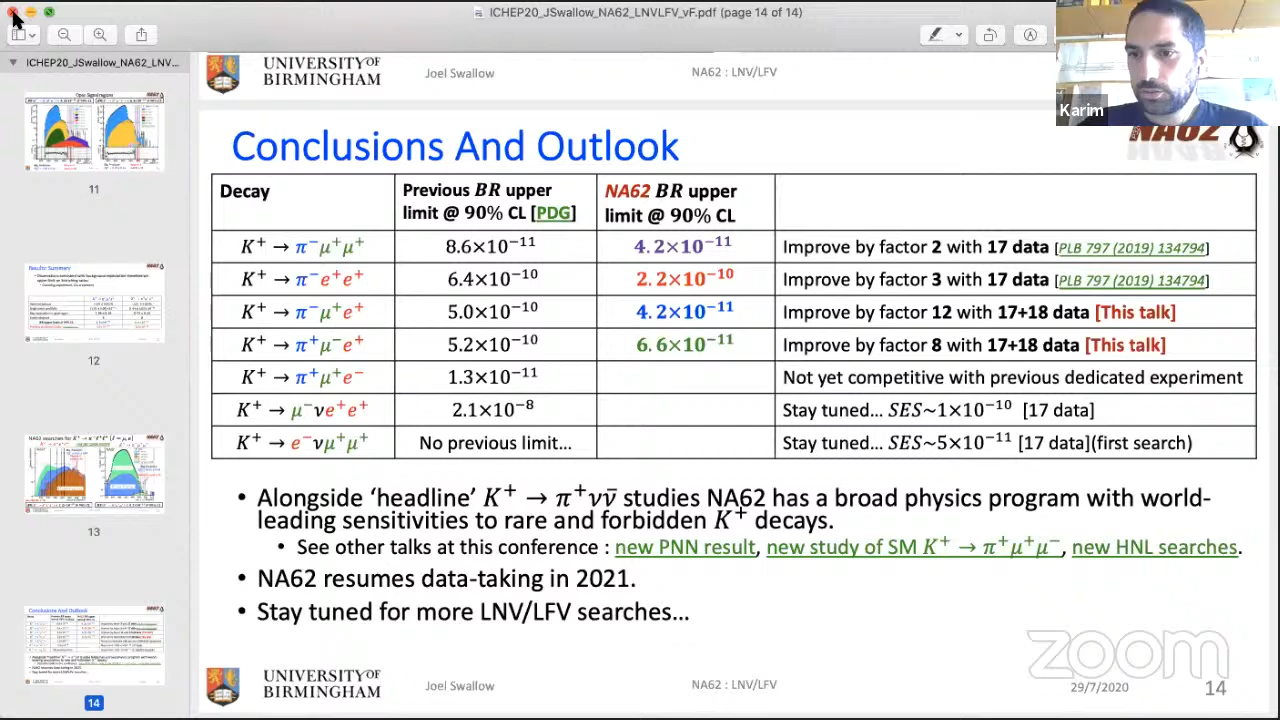 ICHEP20_JSwallow_NA62_LNVLFV_vF.pdf (page 14 of 14)
ICHEP20_JSwallow_NA62_LNV...
UNIVERSITY OF
BIRMINGHAM
Joel Swallow
NA62 : LNV/LFV
Karim
NA62
Conclusions And Outlook
Decay
Previous BR upper limit @ 90% CL [PDG]
NA62 BR upper limit @ 90% CL
K⁺ → π⁻μ⁺μ⁺ 8.6×10⁻¹¹ 4.2×10⁻¹¹ Improve by factor 2 with 17 data [PLB 797 (2019) 134794]
K⁺ → π⁻e⁺e⁺ 6.4×10⁻¹⁰ 2.2×10⁻¹⁰ Improve by factor 3 with 17 data [PLB 797 (2019) 134794]
K⁺ → π⁻μ⁺e⁺ 5.0×10⁻¹⁰ 4.2×10⁻¹¹ Improve by factor 12 with 17+18 data [This talk]
K⁺ → π⁺μ⁻e⁺ 5.2×10⁻¹⁰ 6.6×10⁻¹¹ Improve by factor 8 with 17+18 data [This talk]
K⁺ → π⁺μ⁺e⁻ 1.3×10⁻¹¹ Not yet competitive with previous dedicated experiment
K⁺ → μ⁻νe⁺e⁺ 2.1×10⁻⁸ Stay tuned... SES~1×10⁻¹⁰ [17 data]
K⁺ → e⁻νμ⁺μ⁺ No previous limit... Stay tuned... SES~5×10⁻¹¹ [17 data](first search)
• Alongside ‘headline’ K⁺ → π⁺νν̄ studies NA62 has a broad physics program with world-
leading sensitivities to rare and forbidden K⁺ decays.
• See other talks at this conference : new PNN result, new study of SM K⁺ → π⁺μ⁺μ⁻, new HNL searches.
• NA62 resumes data-taking in 2021.
• Stay tuned for more LNV/LFV searches...
zoom
UNIVERSITY OF
BIRMINGHAM
Joel Swallow
NA62 : LNV/LFV
29/7/2020
14
11
Results Summary
12
13
Conclusions And Outlook
14